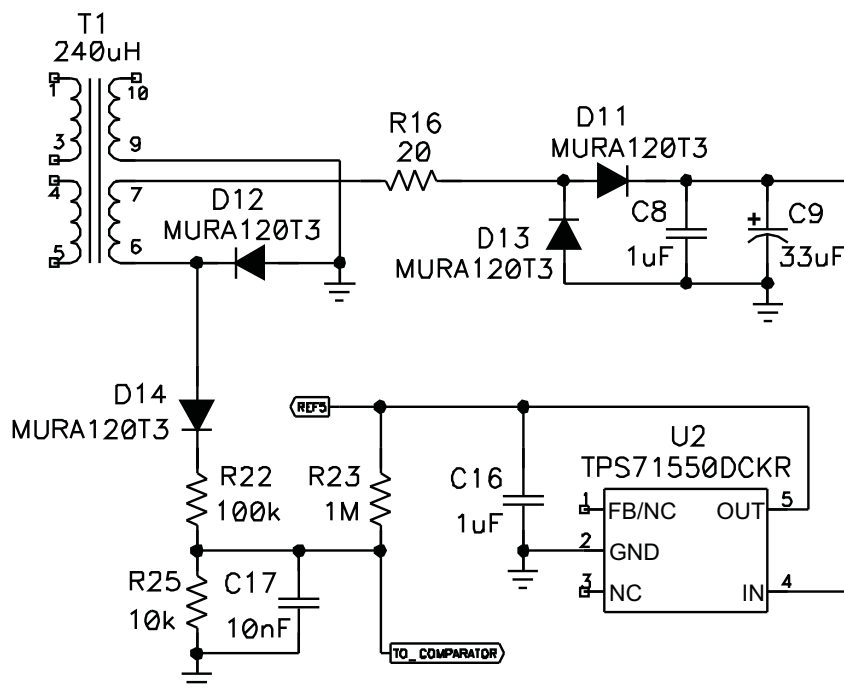 T1
240uH
1
10
3
9
4
7
5
6
R16
20
D11
MURA120T3
D12
MURA120T3
D13
MURA120T3
C8
1uF
+
C9
33uF
D14
MURA120T3
REF5
R22
100k
R23
1M
C16
1uF
U2
TPS71550DCKR
1
FB/NC
OUT
5
2
GND
3
NC
IN
4
R25
10k
C17
10nF
TO_COMPARATOR